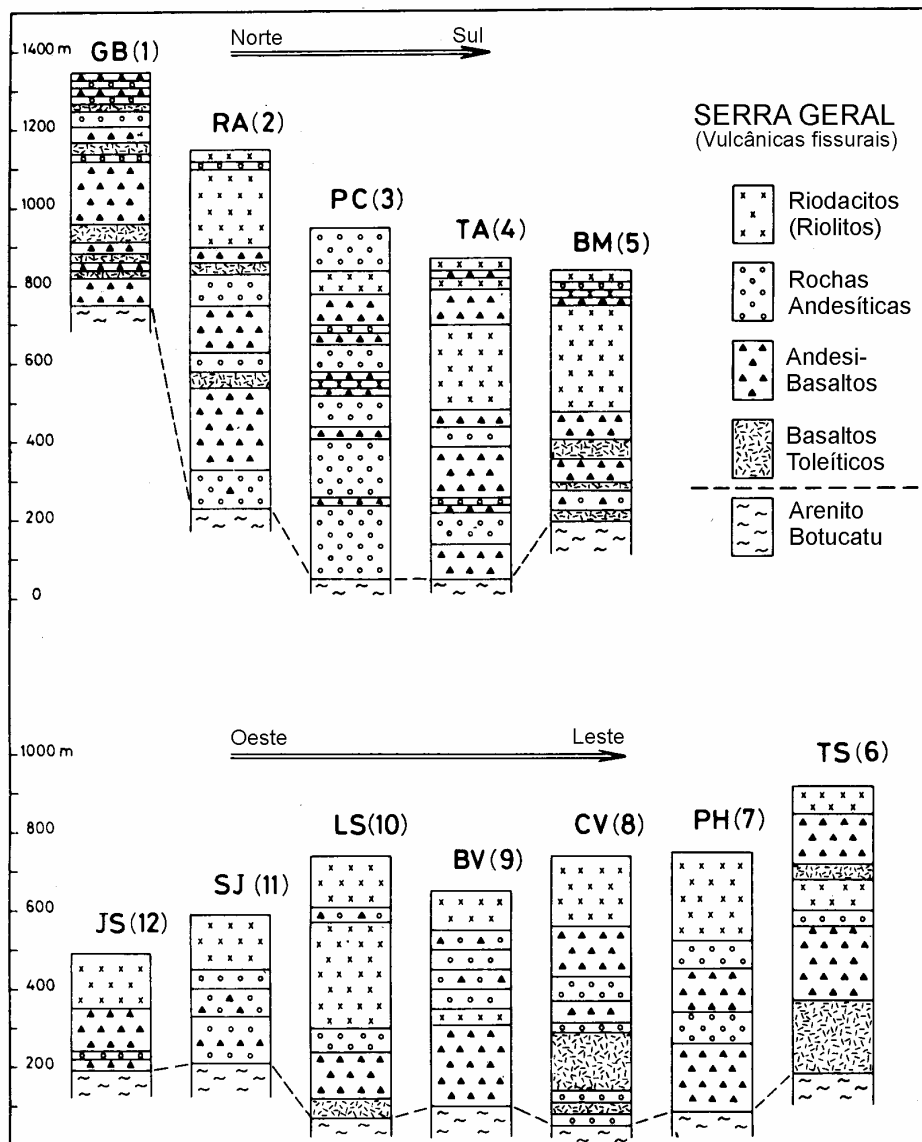 1400 m
1200
1000
800
600
400
200
0
Norte
Sul
GB (1)
RA (2)
PC (3)
TA (4)
BM (5)
SERRA GERAL
(Vulcânicas fissurais)
Riodacitos
(Riolitos)
Rochas
Andesíticas
Andesi-
Basaltos
Basaltos
Toleíticos
Arenito
Botucatu
1000 m
800
600
400
200
Oeste
Leste
JS (12)
SJ (11)
LS(10)
BV (9)
CV (8)
PH (7)
TS (6)